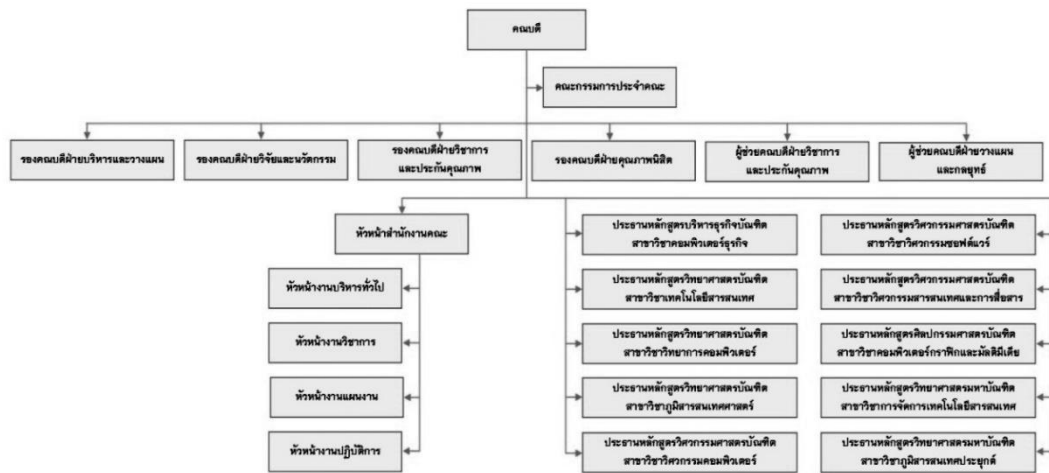 คณบดี
คณะกรรมการประจำคณะ
รองคณบดีฝ่ายบริหารและวางแผน
รองคณบดีฝ่ายวิจัยและนวัตกรรม
รองคณบดีฝ่ายวิชาการ
และประกันคุณภาพ
รองคณบดีฝ่ายคุณภาพนิสิต
ผู้ช่วยคณบดีฝ่ายวิชาการ
และประกันคุณภาพ
ผู้ช่วยคณบดีฝ่ายวางแผน
และกลยุทธ์
หัวหน้าสำนักงานคณะ
หัวหน้างานบริหารทั่วไป
หัวหน้างานวิชาการ
หัวหน้างานแผนงาน
หัวหน้างานปฏิบัติการ
ประธานหลักสูตรบริหารธุรกิจบัณฑิต
สาขาวิชาคอมพิวเตอร์ธุรกิจ
ประธานหลักสูตรวิทยาศาสตรบัณฑิต
สาขาวิชาเทคโนโลยีสารสนเทศ
ประธานหลักสูตรวิทยาศาสตรบัณฑิต
สาขาวิชาวิทยาการคอมพิวเตอร์
ประธานหลักสูตรวิทยาศาสตรบัณฑิต
สาขาวิชาภูมิสารสนเทศศาสตร์
ประธานหลักสูตรวิศวกรรมศาสตรบัณฑิต
สาขาวิชาวิศวกรรมคอมพิวเตอร์
ประธานหลักสูตรวิศวกรรมศาสตรบัณฑิต
สาขาวิชาวิศวกรรมซอฟต์แวร์
ประธานหลักสูตรวิศวกรรมศาสตรบัณฑิต
สาขาวิชาวิศวกรรมสารสนเทศและการสื่อสาร
ประธานหลักสูตรศิลปกรรมศาสตรบัณฑิต
สาขาวิชาคอมพิวเตอร์กราฟิกและมัลติมีเดีย
ประธานหลักสูตรวิทยาศาสตรมหาบัณฑิต
สาขาวิชาการจัดการเทคโนโลยีสารสนเทศ
ประธานหลักสูตรวิทยาศาสตรมหาบัณฑิต
สาขาวิชาภูมิสารสนเทศประยุกต์